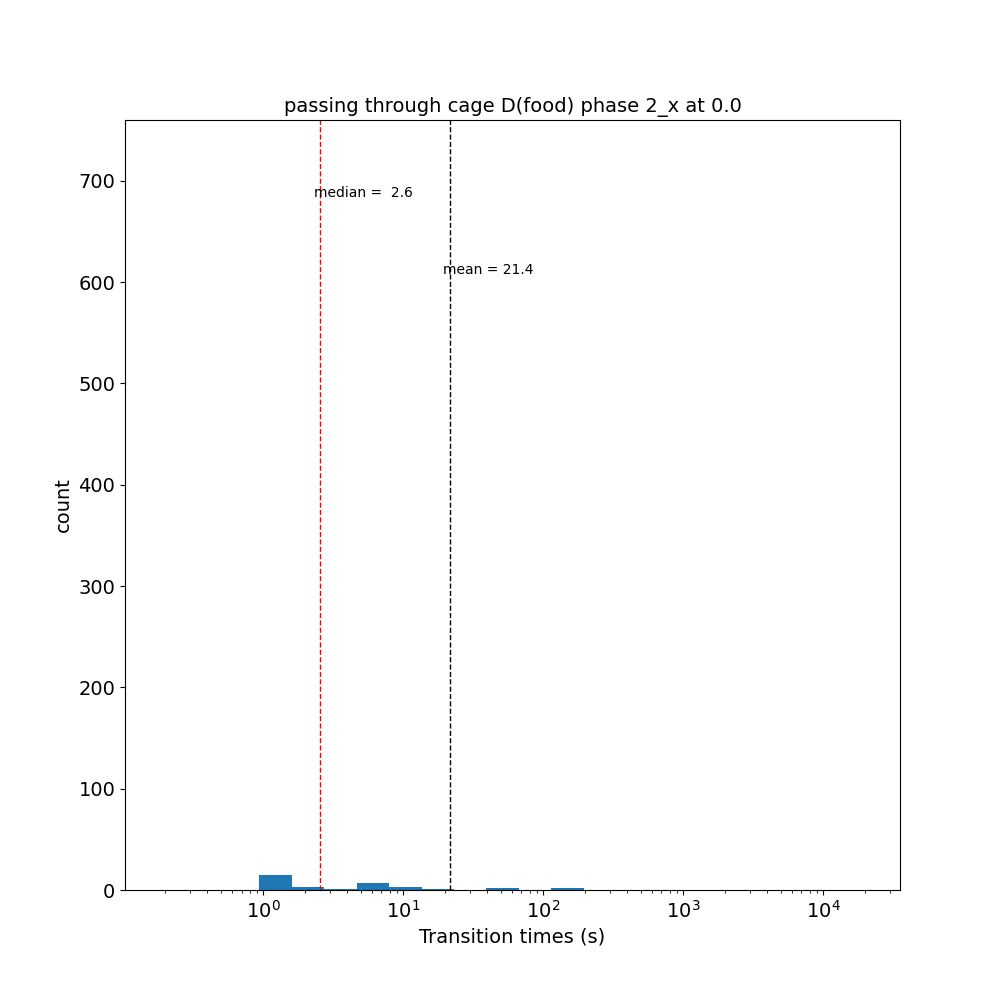 passing through cage D(food) phase 2_x at 0.0
700
median =  2.6
mean = 21.4
600
500
count
400
300
200
100
0
10^0 10^1 10^2 10^3 10^4
Transition times (s)